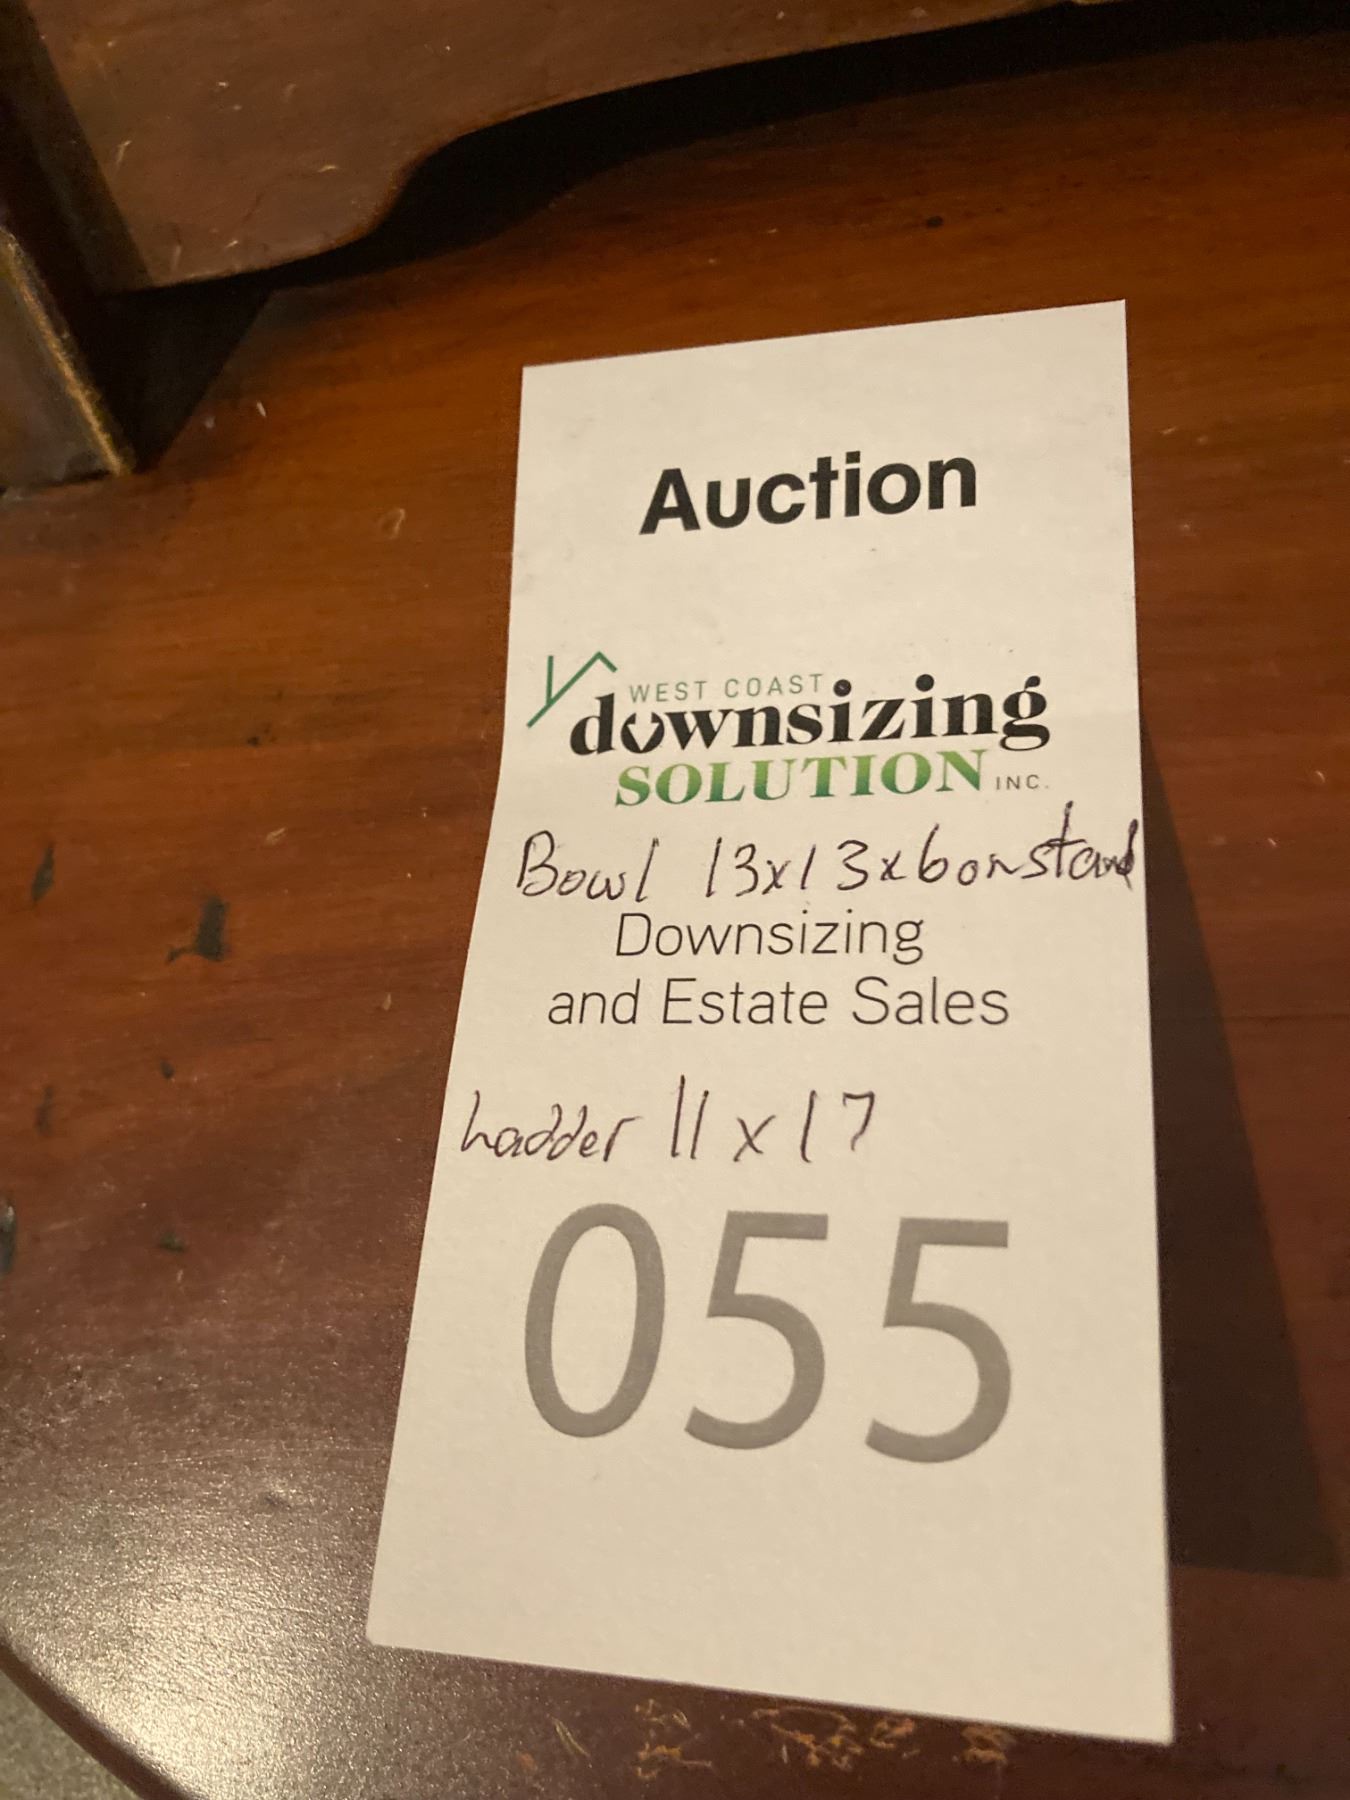 Auction
WEST COAST
downsizing
SOLUTION INC.
Bowl 13x13x6 on stand
Downsizing
and Estate Sales
Ladder 11 x 17
055